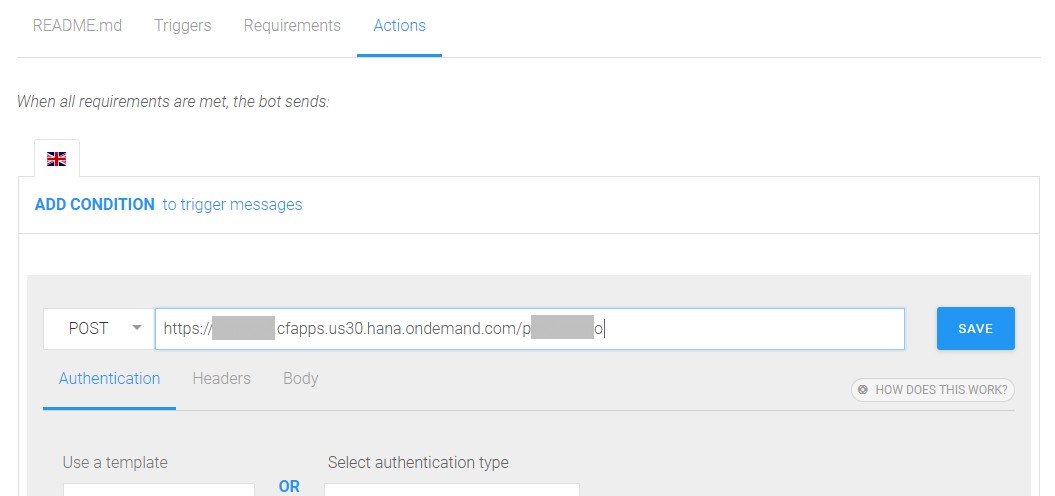 README.md Triggers Requirements Actions
When all requirements are met, the bot sends:
ADD CONDITION to trigger messages
POST https:// cfapps.us30.hana.ondemand.com/p o SAVE
Authentication Headers Body
HOW DOES THIS WORK?
Use a template Select authentication type
OR